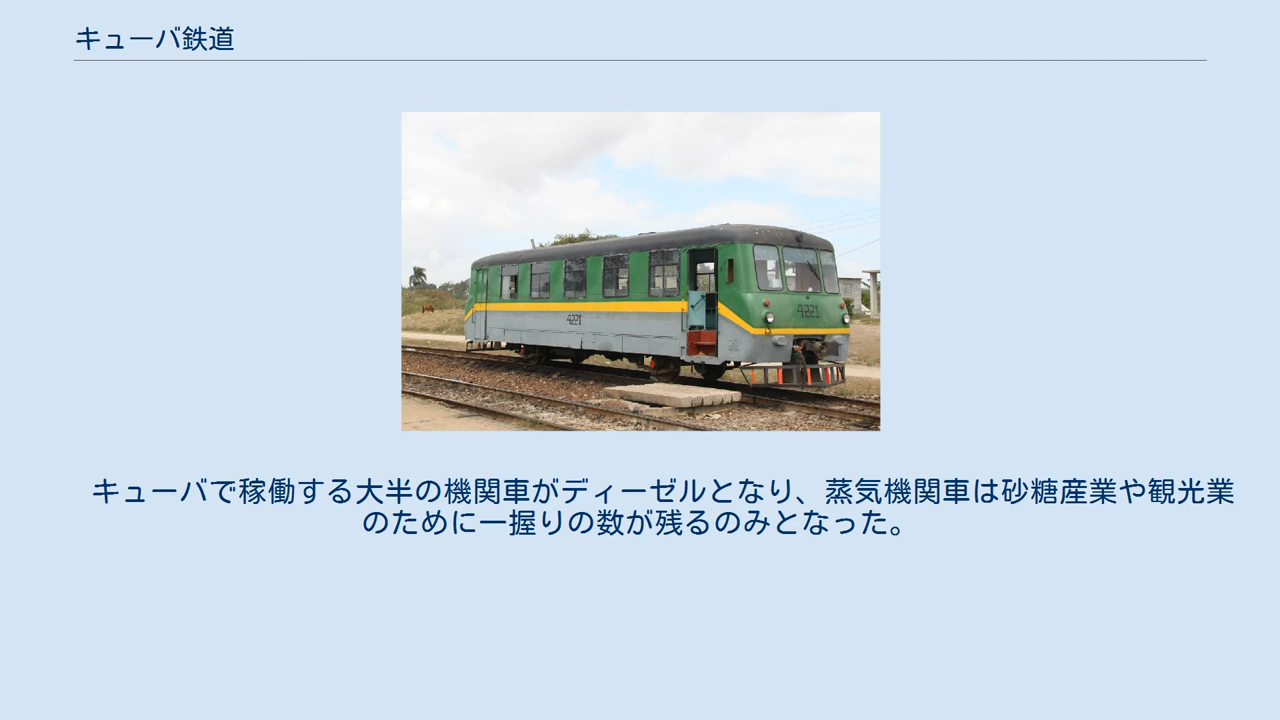 キューバ鉄道
4221
4221
キューバで稼働する大半の機関車がディーゼルとなり、蒸気機関車は砂糖産業や観光業
のために一握りの数が残るのみとなった。